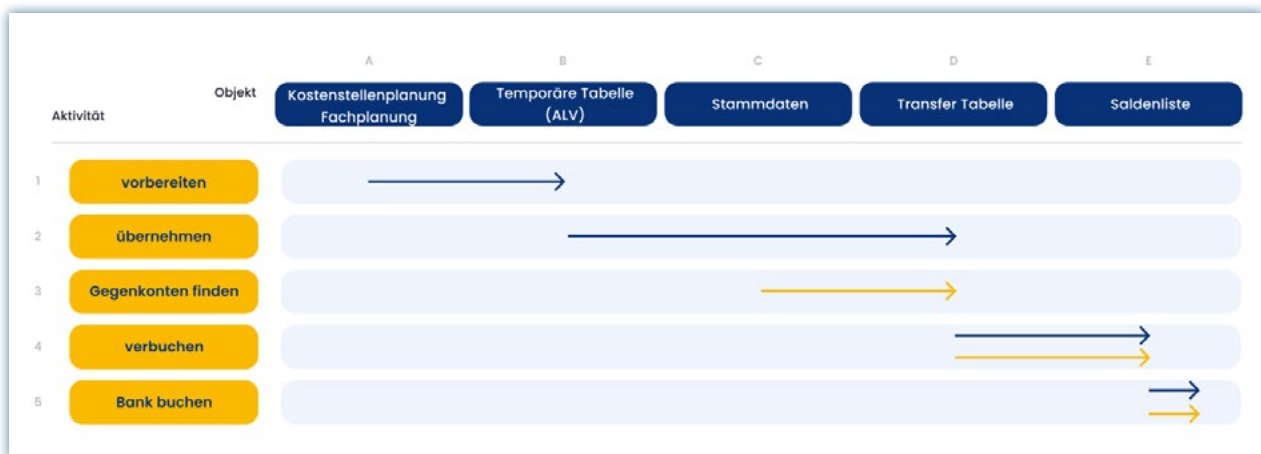 A B C D E
Objekt
Aktivität
Kostenstellenplanung
Fachplanung
Temporäre Tabelle
(ALV)
Stammdaten
Transfer Tabelle
Saldenliste
1 vorbereiten
2 übernehmen
3 Gegenkonten finden
4 verbuchen
5 Bank buchen